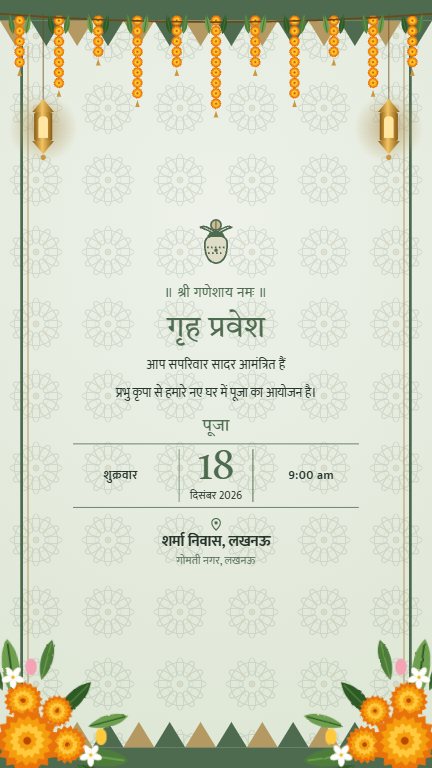 ॥ श्री गणेशाय नमः ॥
गृह प्रवेश
आप सपरिवार सादर आमंत्रित हैं
प्रभु कृपा से हमारे नए घर में पूजा का आयोजन है।
पूजा
शुक्रवार
18
दिसंबर 2026
9:00 am
शर्मा निवास, लखनऊ
गोमती नगर, लखनऊ